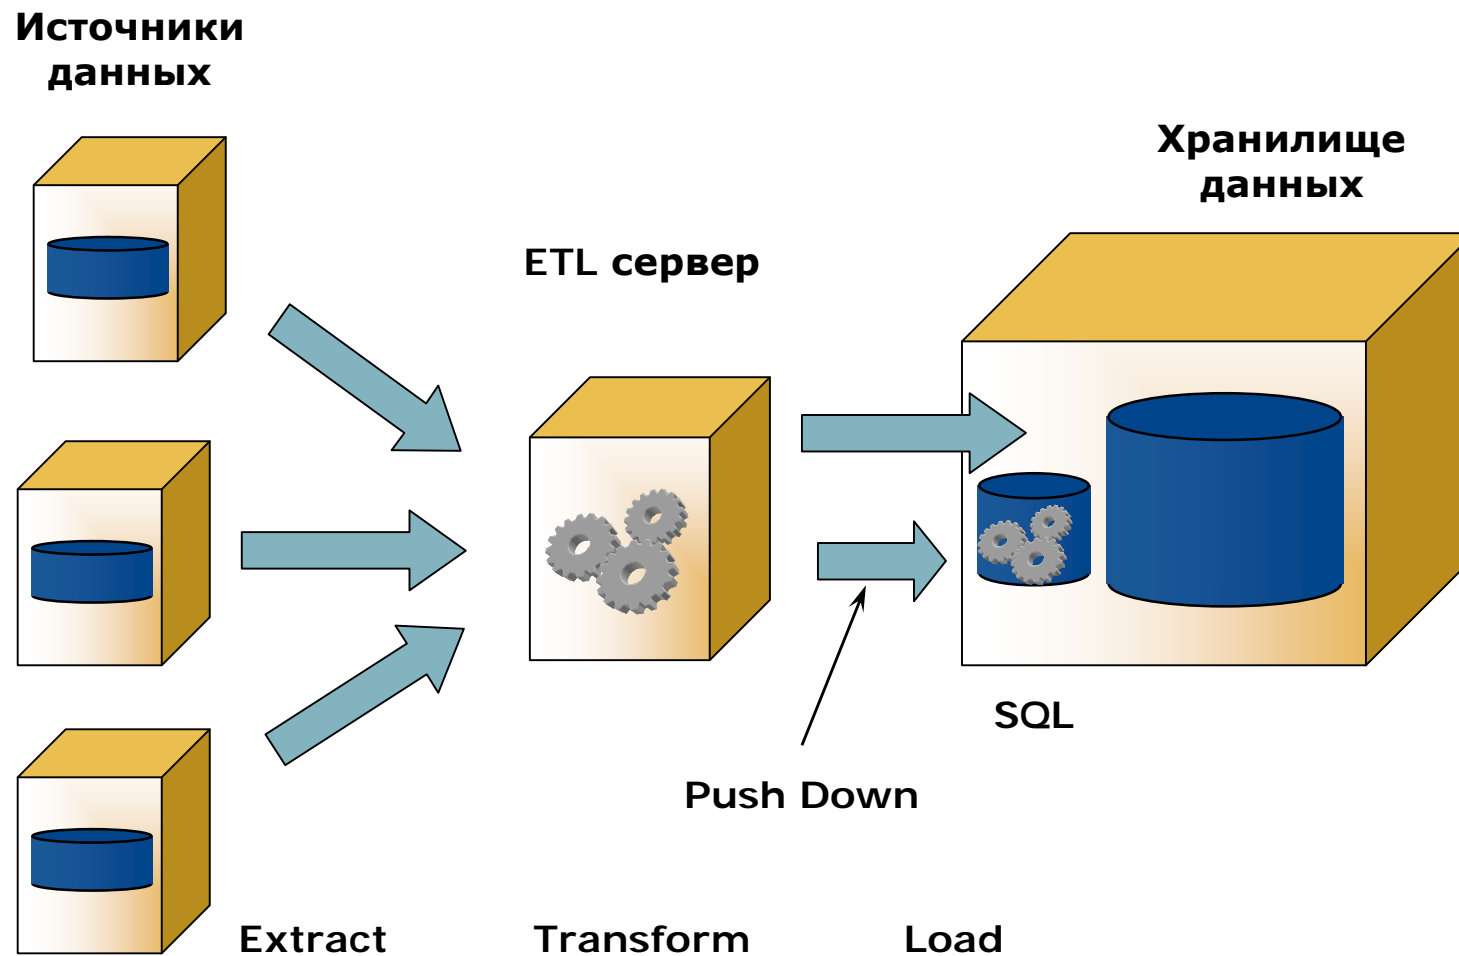 Источники
данных
Хранилище
данных
ETL сервер
SQL
Push Down
Extract
Transform
Load